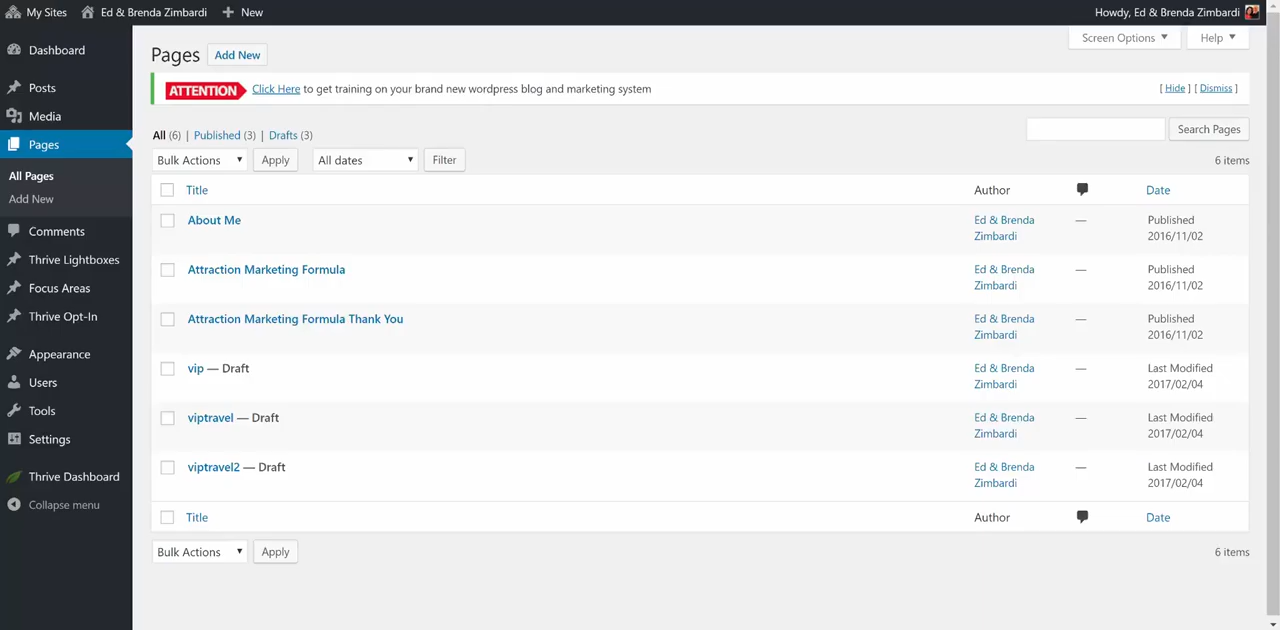 My Sites Ed & Brenda Zimbardi New Howdy, Ed & Brenda Zimbardi
Screen Options Help
Dashboard
Posts
Media
Pages
All Pages
Add New
Comments
Thrive Lightboxes
Focus Areas
Thrive Opt-In
Appearance
Users
Tools
Settings
Thrive Dashboard
Collapse menu
Pages Add New
ATTENTION Click Here to get training on your brand new wordpress blog and marketing system [ Hide ] [ Dismiss ]
All (6) | Published (3) | Drafts (3)
Search Pages
Bulk Actions Apply All dates Filter 6 items
Title Author Date
About Me Ed & Brenda Zimbardi — Published 2016/11/02
Attraction Marketing Formula Ed & Brenda Zimbardi — Published 2016/11/02
Attraction Marketing Formula Thank You Ed & Brenda Zimbardi — Published 2016/11/02
vip — Draft Ed & Brenda Zimbardi — Last Modified 2017/02/04
viptravel — Draft Ed & Brenda Zimbardi — Last Modified 2017/02/04
viptravel2 — Draft Ed & Brenda Zimbardi — Last Modified 2017/02/04
Title Author Date
Bulk Actions Apply 6 items